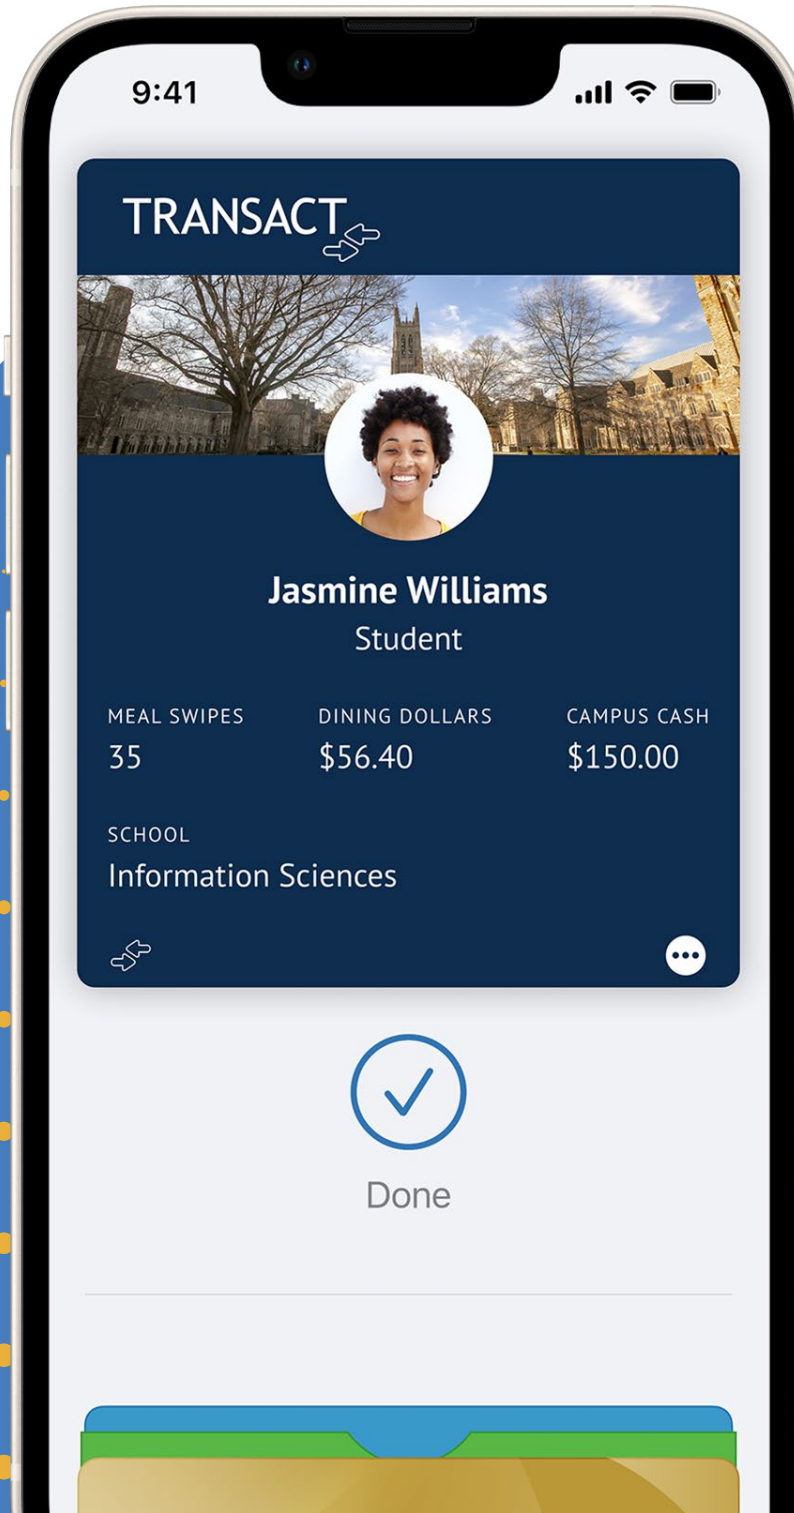 9:41
TRANSACT
Jasmine Williams
Student
MEAL SWIPES DINING DOLLARS CAMPUS CASH
35 $56.40 $150.00
SCHOOL
Information Sciences
Done